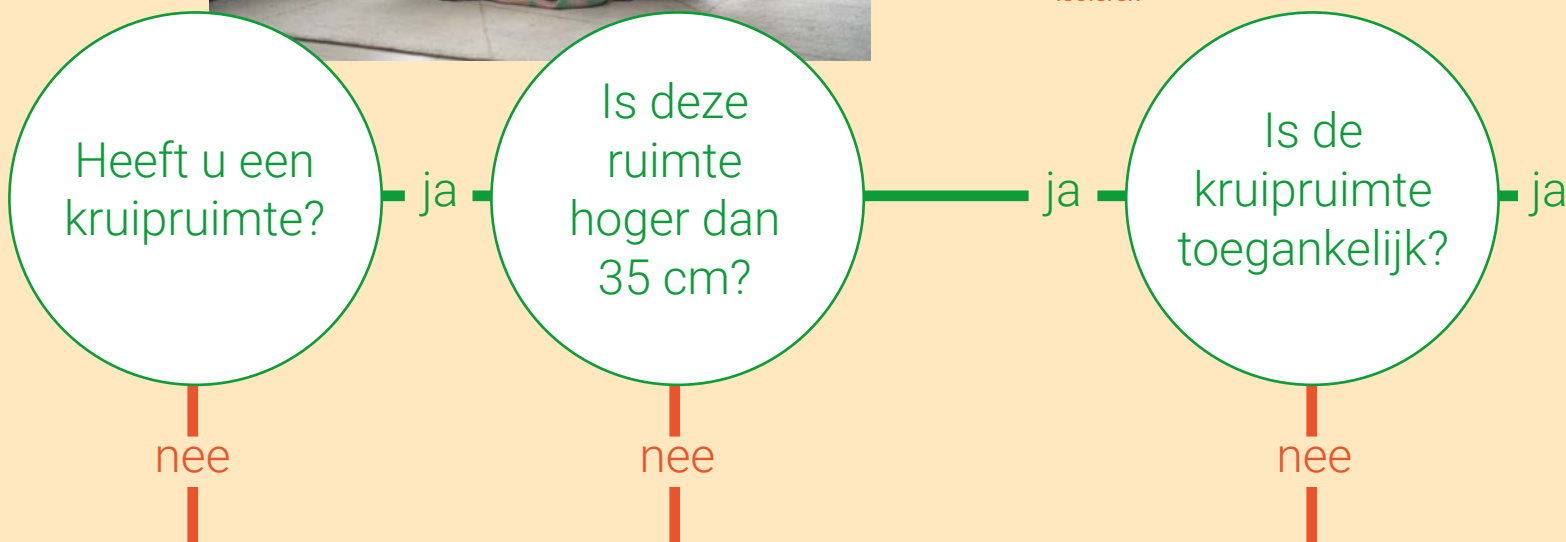 Heeft u een
kruipruimte?
ja
Is deze
ruimte
hoger dan
35 cm?
ja
Is de
kruipruimte
toegankelijk?
ja
nee
nee
nee